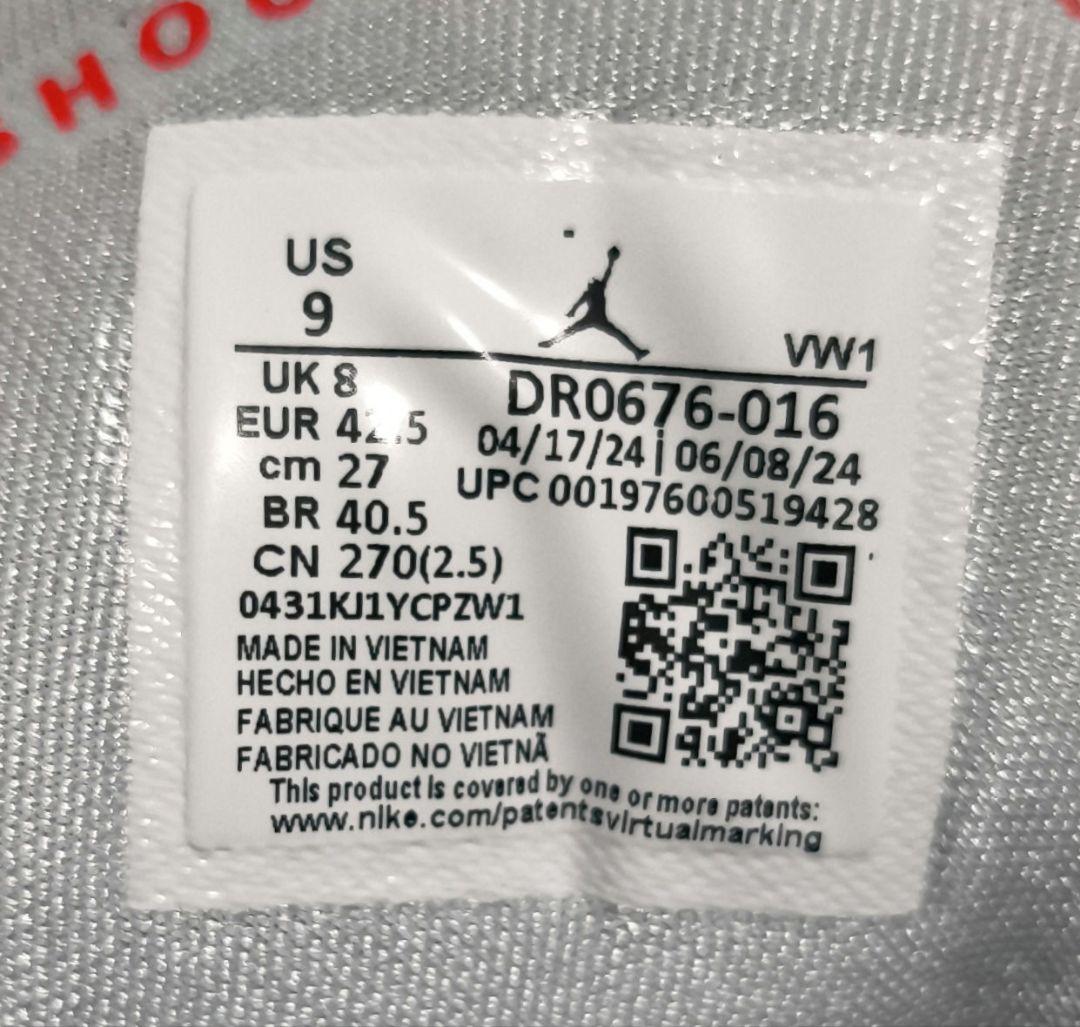 HOO
US
9
VW1
UK 8
EUR 42.5
cm 27
BR 40.5
CN 270(2.5)
DR0676-016
04/17/24 | 06/08/24
UPC 00197600519428
0431KJ1YCPZW1
MADE IN VIETNAM
HECHO EN VIETNAM
FABRIQUE AU VIETNAM
FABRICADO NO VIETNÃ
This product is covered by one or more patents:
www.nike.com/patentsvirtualmarking